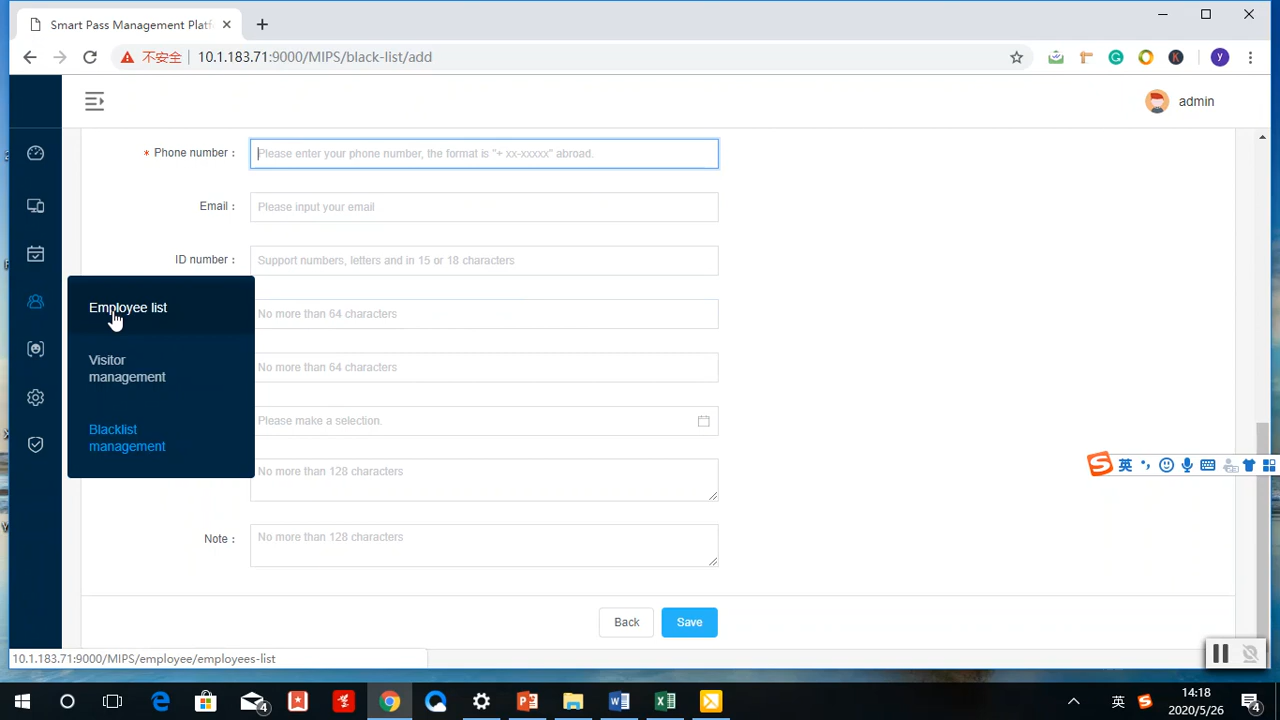 Smart Pass Management Platf
不安全
10.1.183.71:9000/MIPS/black-list/add
y
admin
* Phone number :
Please enter your phone number, the format is "+ xx-xxxxx" abroad.
Email :
Please input your email
ID number :
Support numbers, letters and in 15 or 18 characters
Employee list
No more than 64 characters
Visitor
management
No more than 64 characters
Blacklist
management
Please make a selection.
No more than 128 characters
英
Note :
No more than 128 characters
Back
Save
10.1.183.71:9000/MIPS/employee/employees-list
4
英
14:18
2020/5/26
4